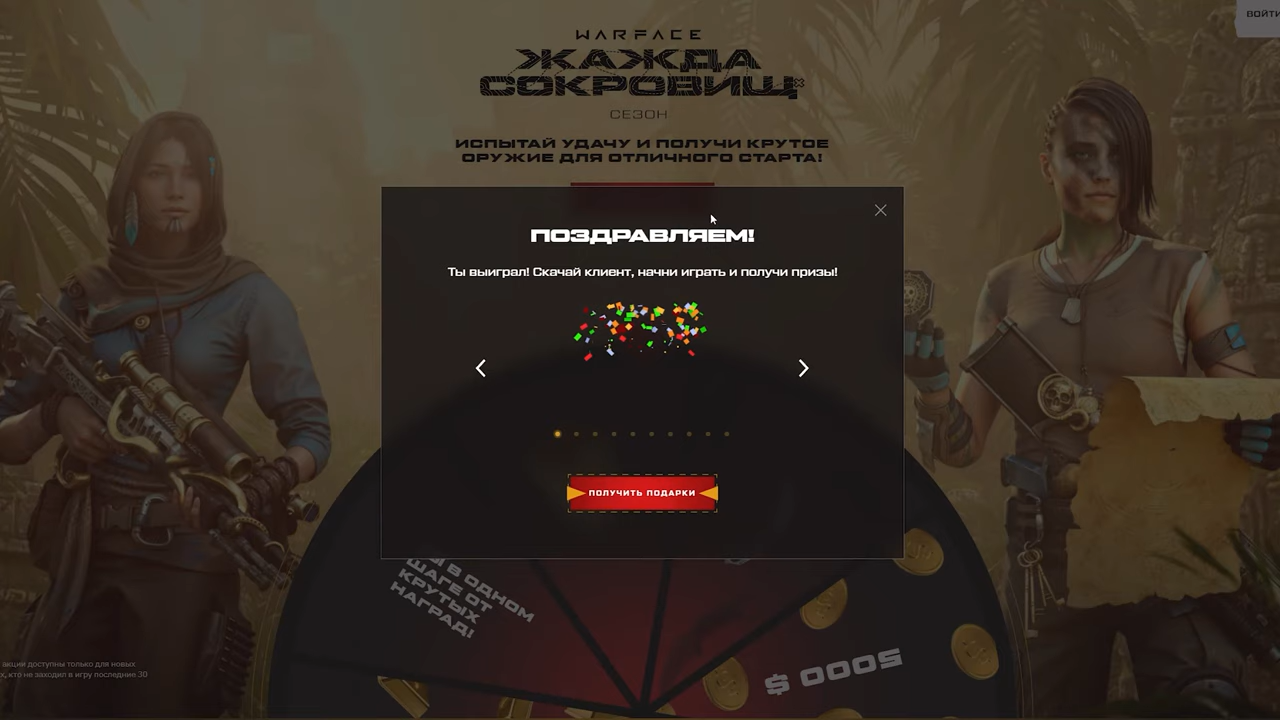 ВОЙТИ
WARFACE
ЖАЖДА
СОКРОВИЩ
СЕЗОН
ИСПЫТАЙ УДАЧУ И ПОЛУЧИ КРУТОЕ
ОРУЖИЕ ДЛЯ ОТЛИЧНОГО СТАРТА!
ПОЗДРАВЛЯЕМ!
Ты выиграл! Скачай клиент, начни играть и получи призы!
ПОЛУЧИТЬ ПОДАРКИ
В ОДНОМ
ШАГЕ ОТ
КРУТЫХ
НАГРАД!
5000 $
акции доступны только для новых
кто не заходил в игру последние 30